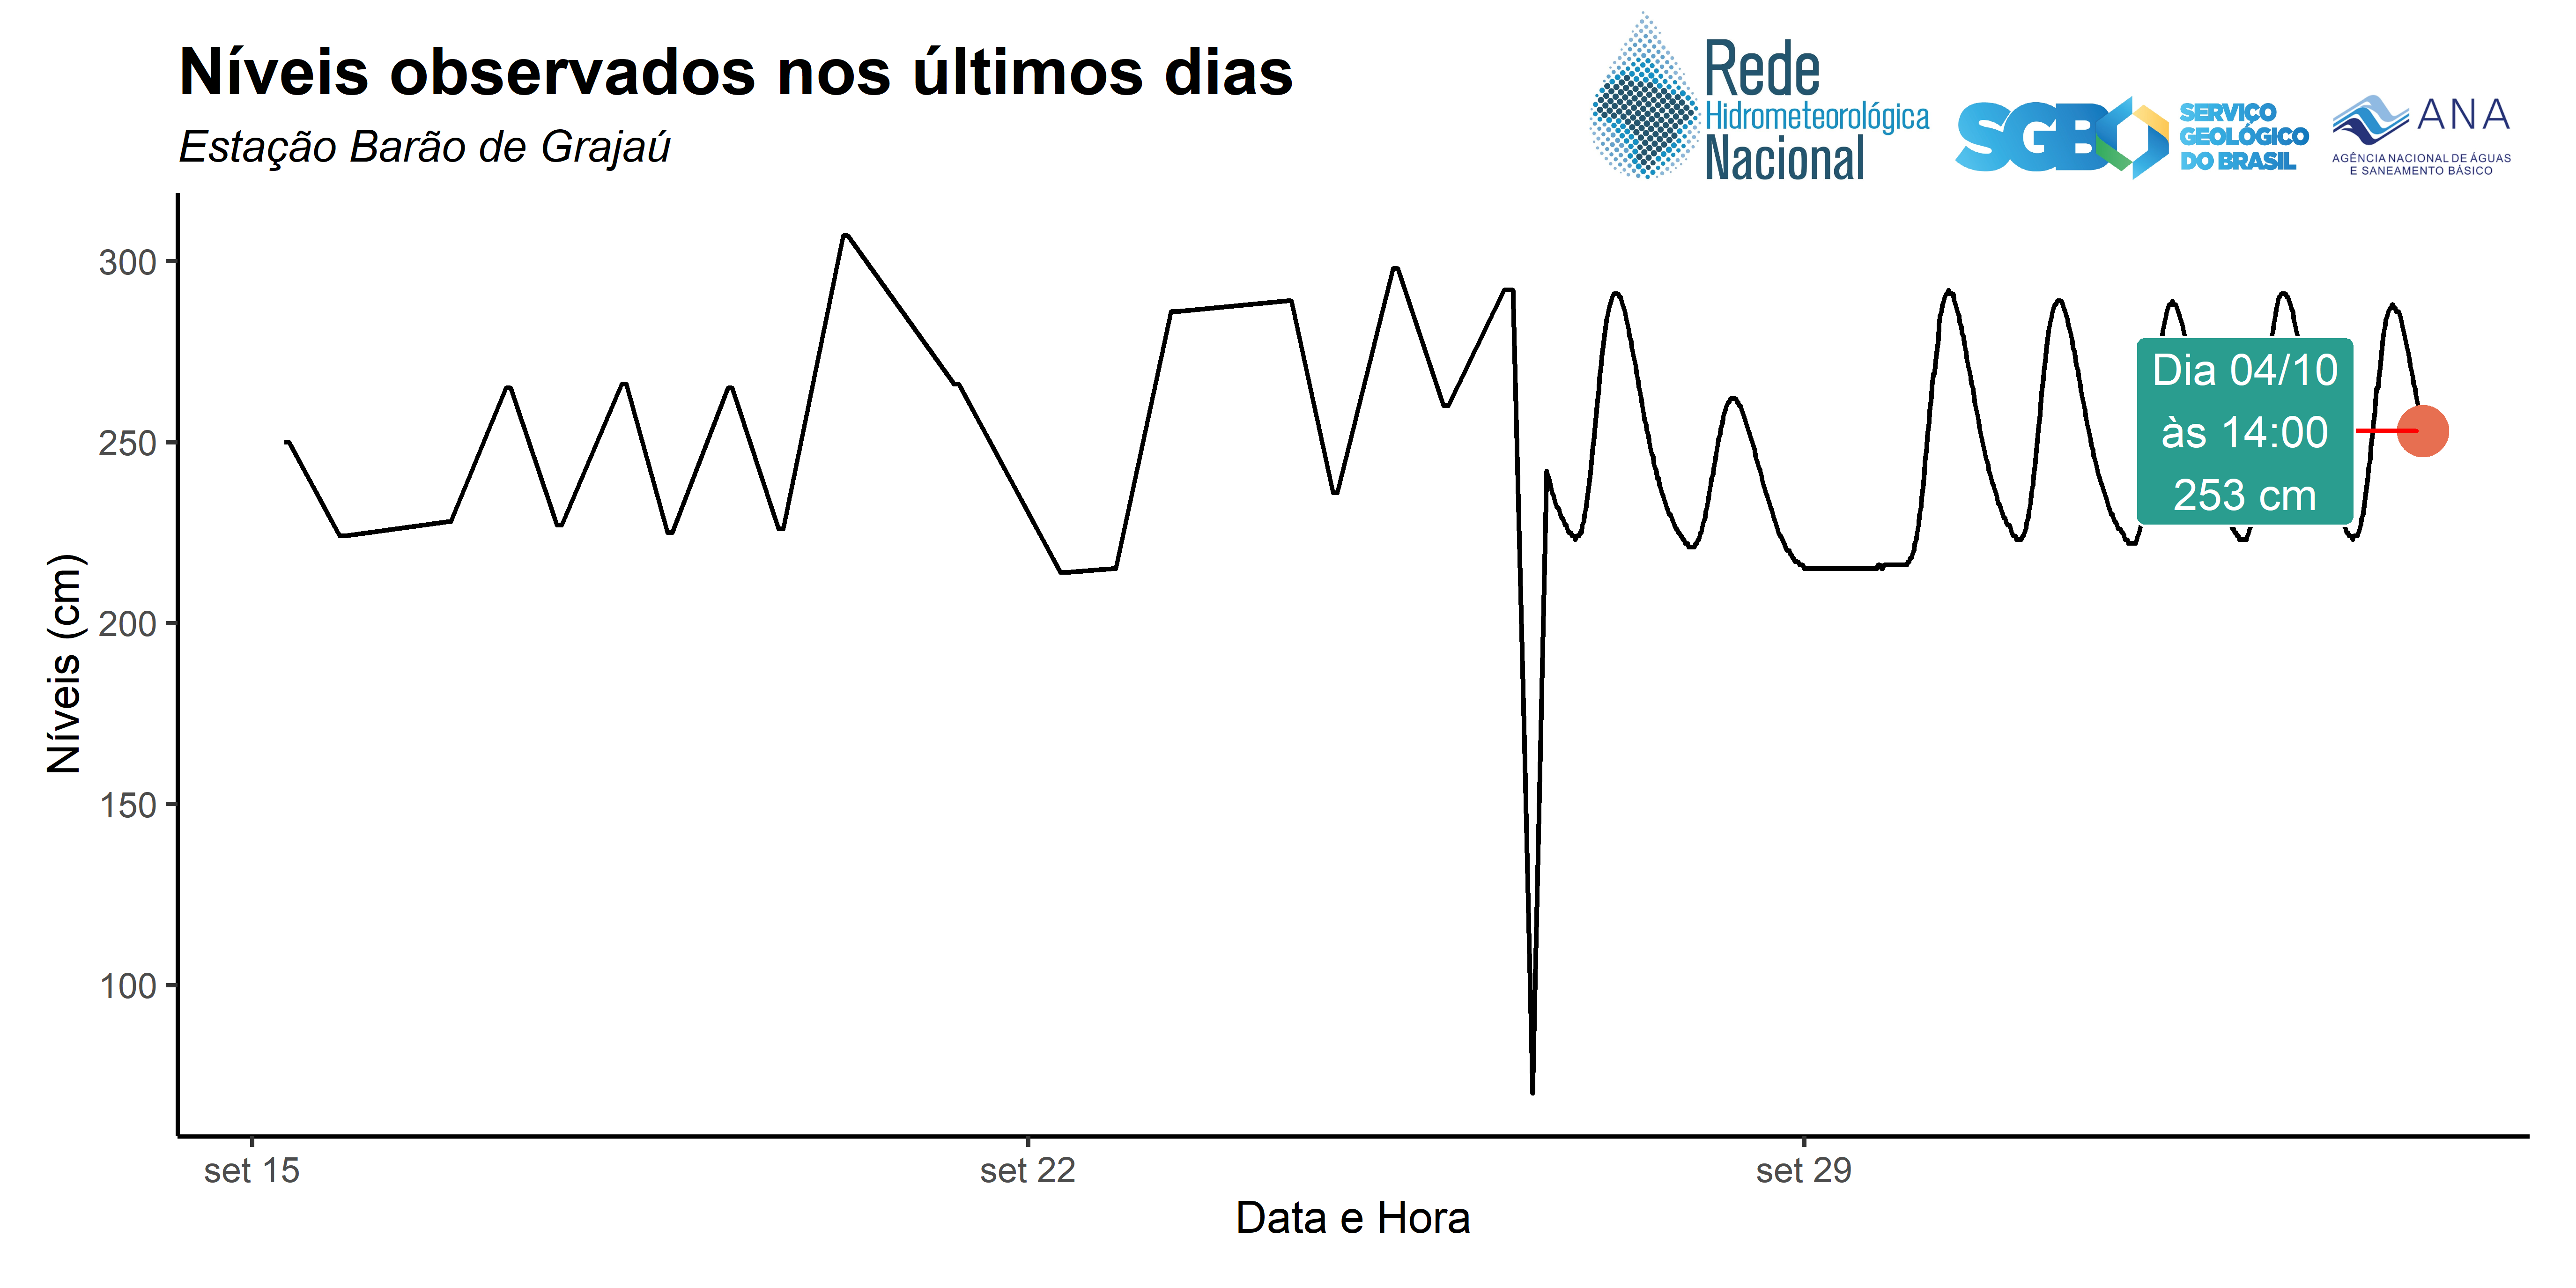 Níveis observados nos últimos dias
Estação Barão de Grajaú
Rede
Hidrometeorológica
Nacional
SGB
SERVIÇO
GEOLÓGICO
DO BRASIL
ANA
AGÊNCIA NACIONAL DE ÁGUAS
E SANEAMENTO BÁSICO
Níveis (cm)
300
250
200
150
100
Dia 04/10
às 14:00
253 cm
set 15
set 22
set 29
Data e Hora